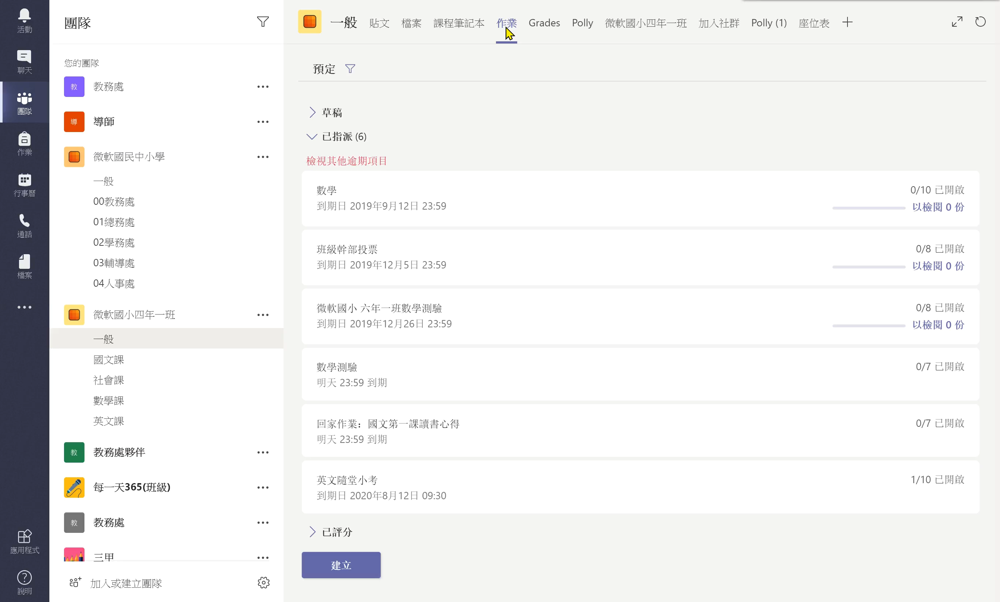 活動
聊天
團隊
作業
行事曆
通話
檔案
應用程式
說明
團隊
您的團隊
教 教務處
導 導師
微軟國民中小學
一般
00教務處
01總務處
02學務處
03輔導處
04人事處
微軟國小四年一班
一般
國文課
社會課
數學課
英文課
教 教務處夥伴
每一天365(班級)
教 教務處
三甲
加入或建立團隊
一般 貼文 檔案 課程筆記本 作業 Grades Polly 微軟國小四年一班 加入社群 Polly (1) 座位表
預定
草稿
已指派 (6)
檢視其他逾期項目
數學 0/10 已開啟
到期日 2019年9月12日 23:59 以檢閱 0 份
班級幹部投票 0/8 已開啟
到期日 2019年12月5日 23:59 以檢閱 0 份
微軟國小 六年一班數學測驗 0/8 已開啟
到期日 2019年12月26日 23:59 以檢閱 0 份
數學測驗 0/7 已開啟
明天 23:59 到期
回家作業：國文第一課讀書心得 0/7 已開啟
明天 23:59 到期
英文隨堂小考 1/10 已開啟
到期日 2020年8月12日 09:30
已評分
建立